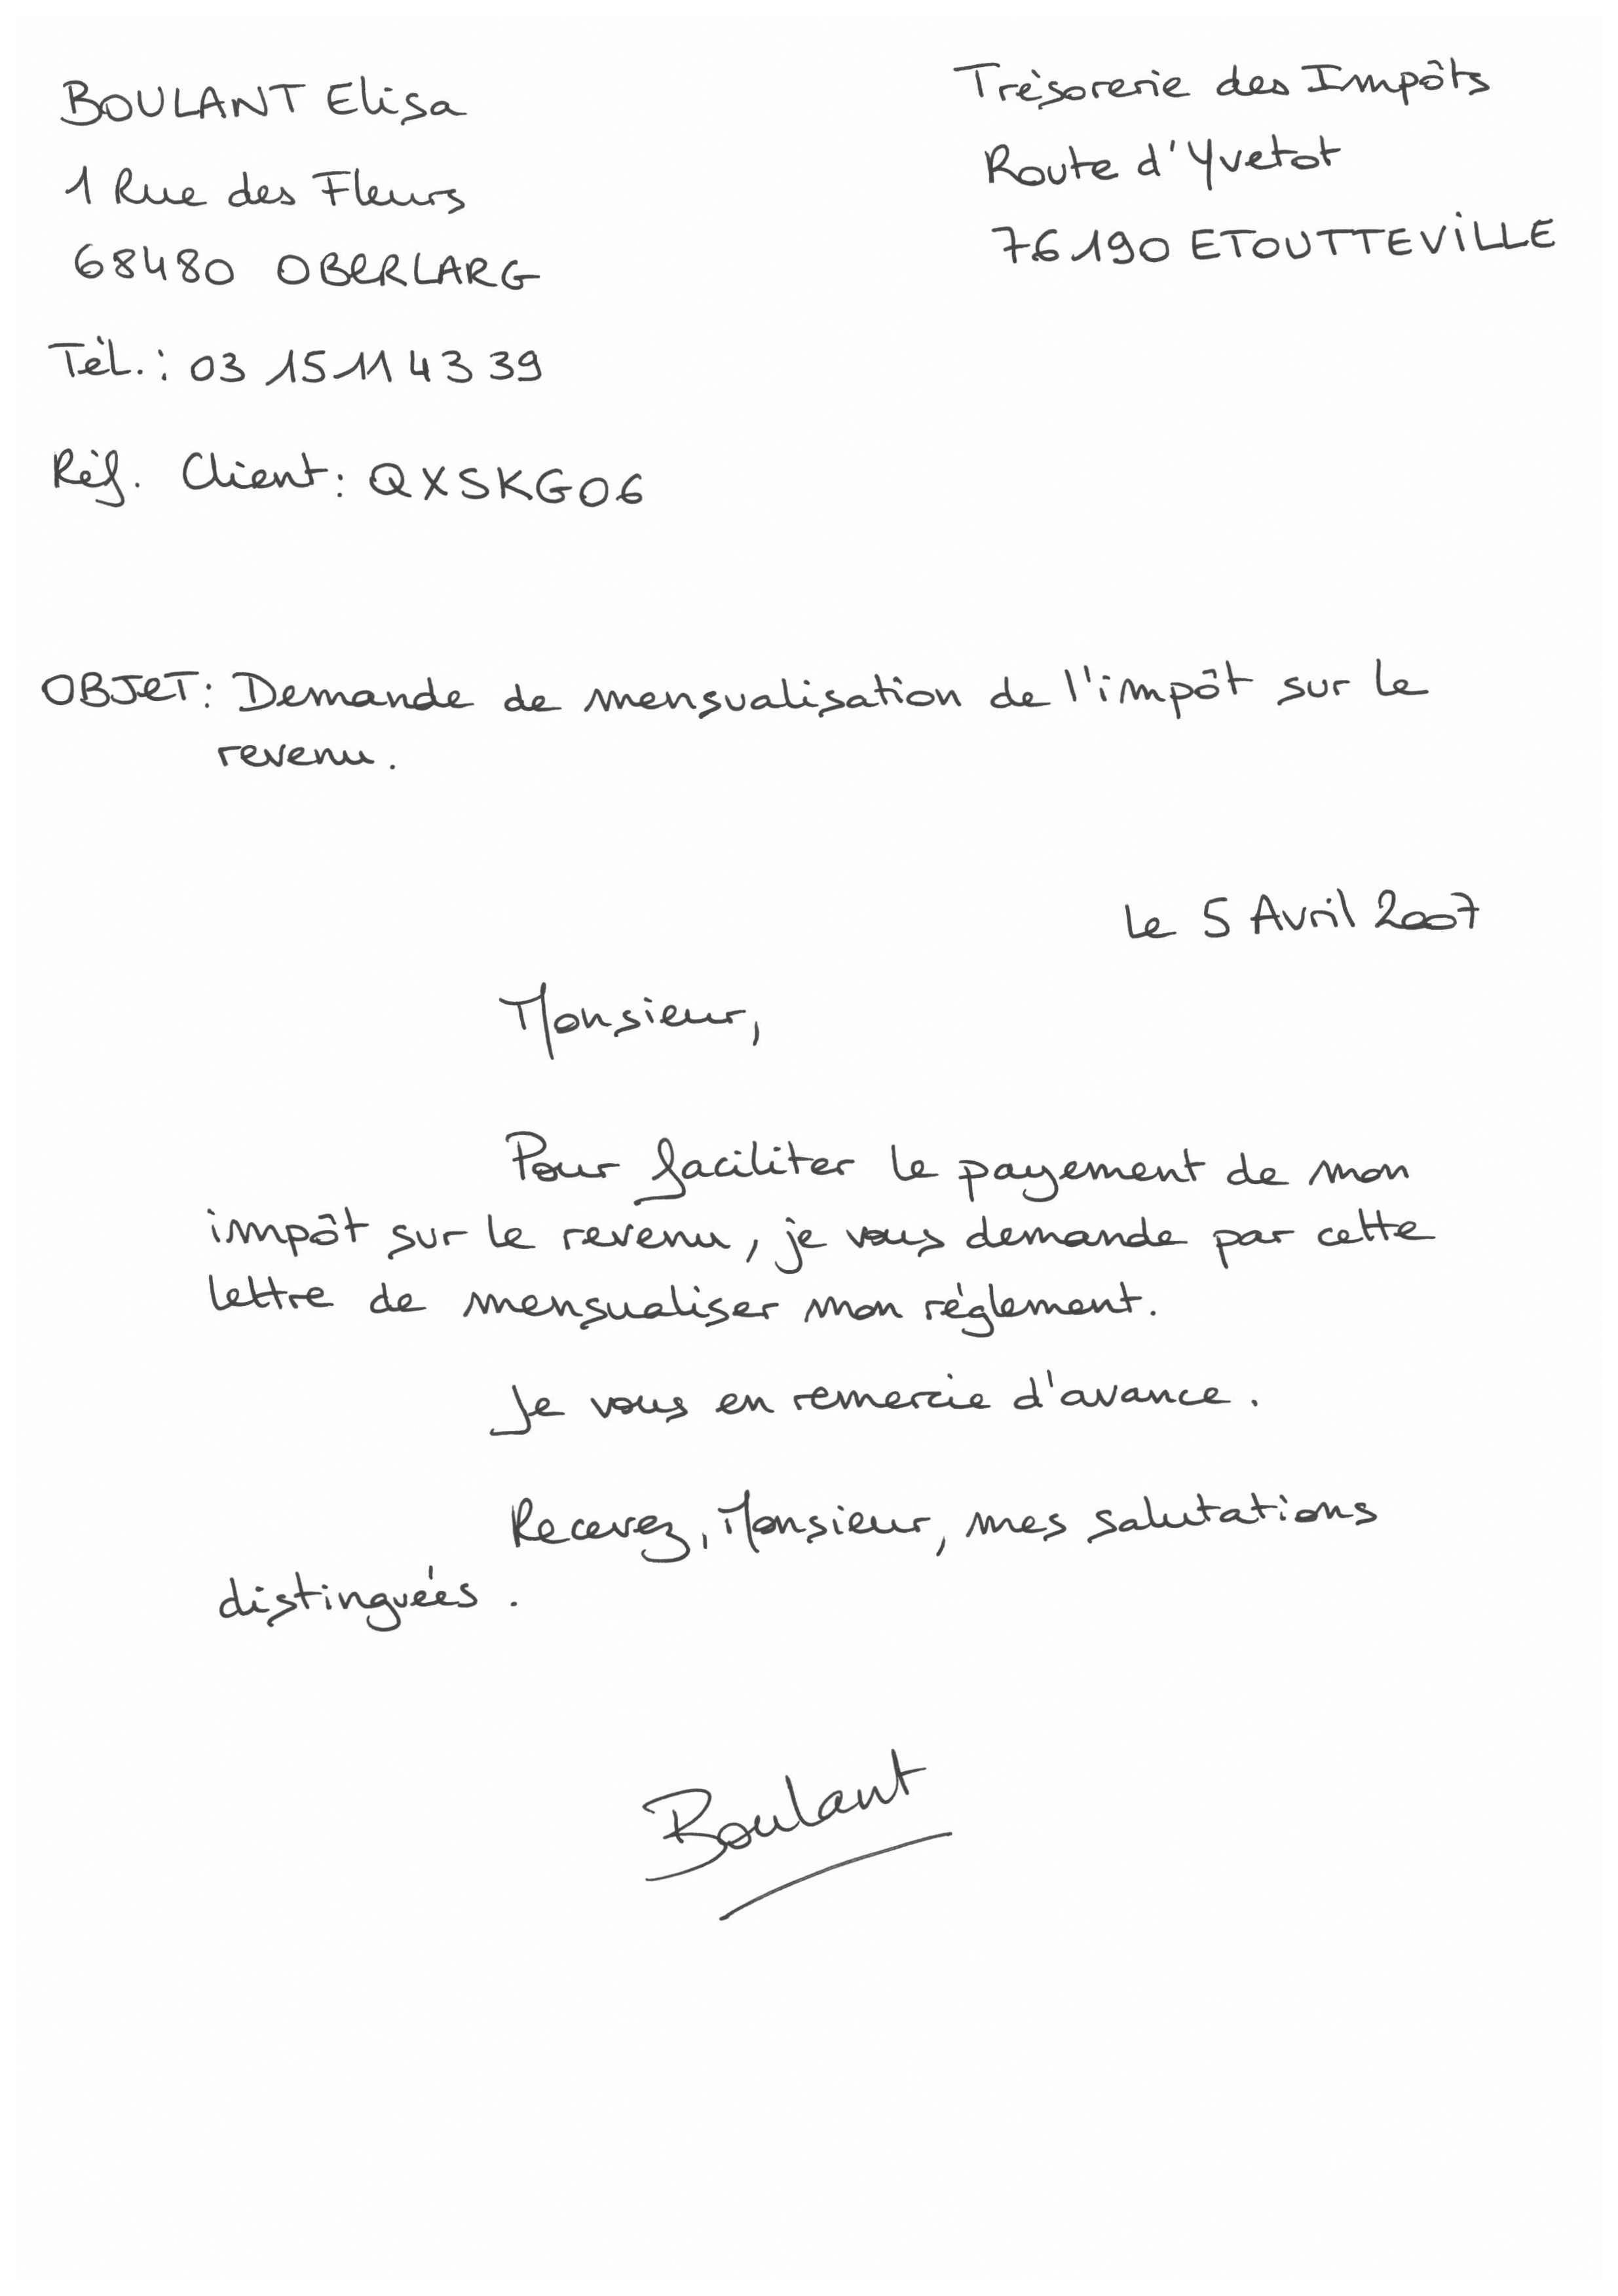 BOULANT Elisa
1 Rue des Fleurs
68480 OBERLARG
Tél.: 03 15 11 43 39
Réf. Client: QXSKG06
Trésorerie des Impôts
Route d'Yvetot
76190 ETOUTTEVILLE
OBJET: Demande de mensualisation de l'impôt sur le
revenu.
Le 5 Avril 2007
Monsieur,
Pour faciliter le payement de mon
impôt sur le revenu, je vous demande par cette
lettre de mensualiser mon règlement.
Je vous en remercie d'avance.
Recevez, Monsieur, mes salutations
distinguées.
Boulant